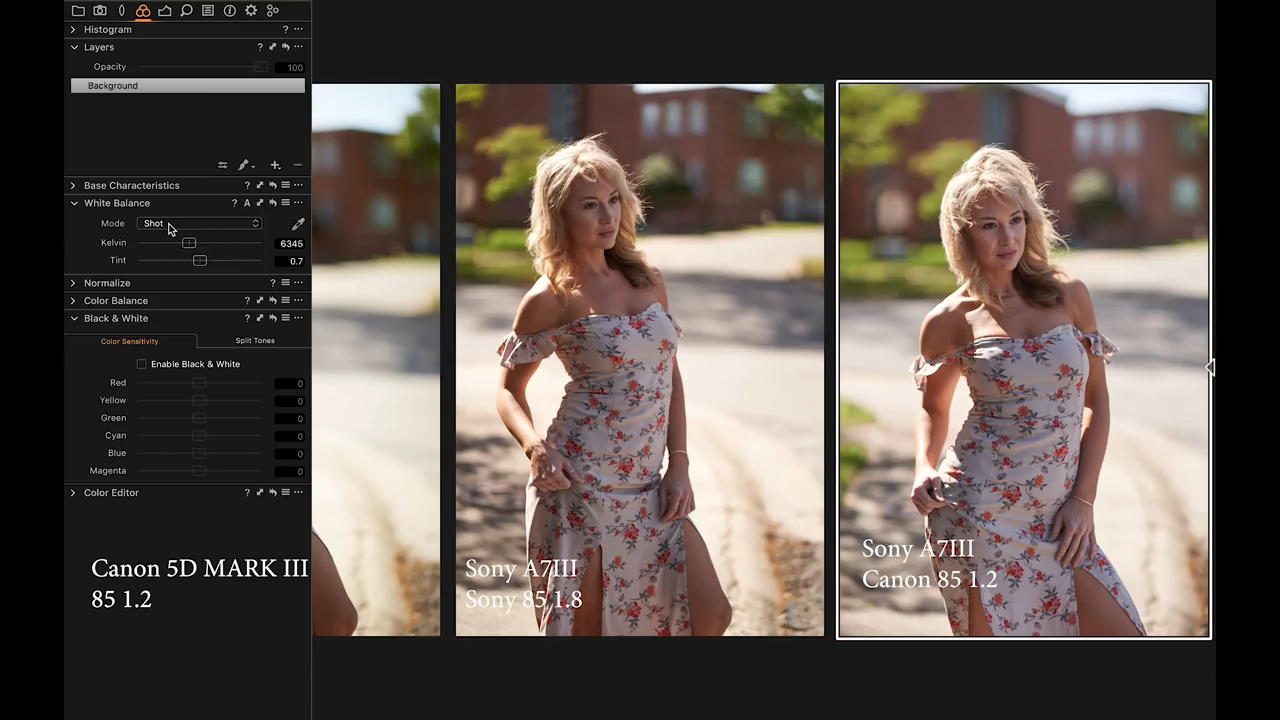 Histogram ? ...
Layers ? ...
Opacity 100
Background
Base Characteristics ? ...
White Balance ? A ...
Mode Shot
Kelvin 6345
Tint 0.7
Normalize ? ...
Color Balance ? ...
Black & White ? ...
Color Sensitivity Split Tones
Enable Black & White
Red 0
Yellow 0
Green 0
Cyan 0
Blue 0
Magenta 0
Color Editor ? ...
Canon 5D MARK III
85 1.2
Sony A7III
Sony 85 1.8
Sony A7III
Canon 85 1.2